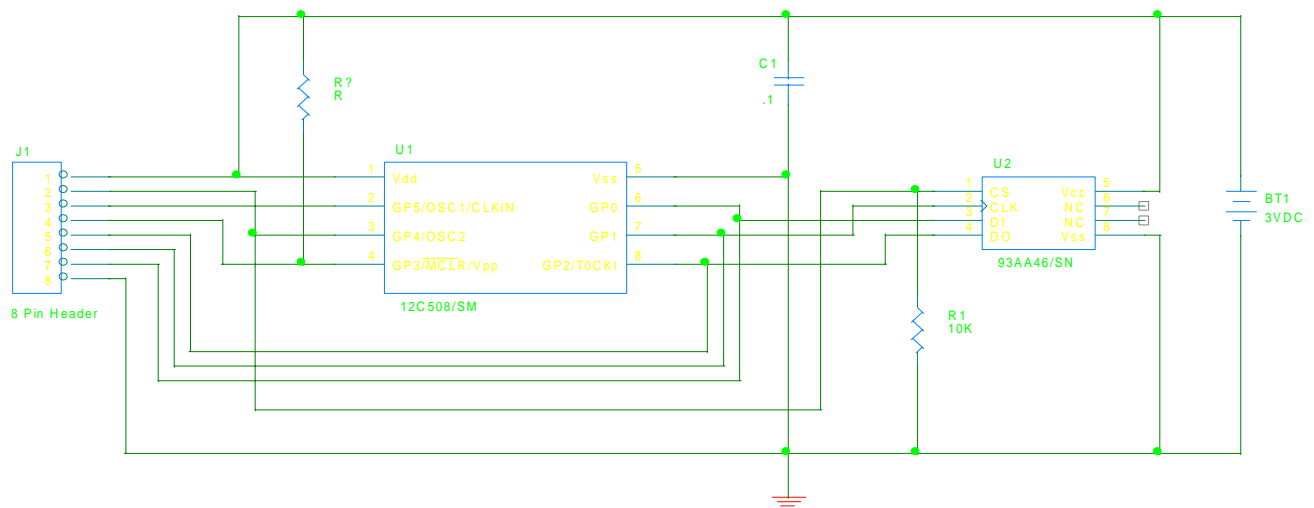 R?
R
C1
.1
J1
1
2
3
4
5
6
7
8
8 Pin Header
U1
1
Vdd
2
GP5/OSC1/CLKIN
3
GP4/OSC2
4
GP3/MCLR/Vpp
5
Vss
6
GP0
7
GP1
8
GP2/T0CKI
12C508/SM
U2
1
CS
2
CLK
3
DI
4
DO
5
Vcc
6
NC
7
NC
8
Vss
93AA46/SN
R1
10K
BT1
3VDC